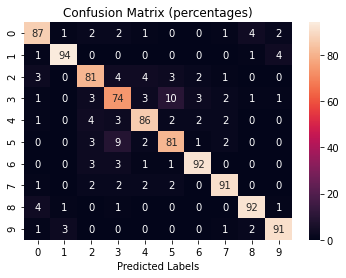 Confusion Matrix (percentages)
0 87 1 2 2 1 0 0 1 4 2
1 1 94 0 0 0 0 0 0 1 4
2 3 0 81 4 4 3 2 1 0 0
3 1 0 3 74 3 10 3 2 1 1
4 1 0 4 3 86 2 2 2 0 0
5 0 0 3 9 2 81 1 2 0 0
6 0 0 3 3 1 1 92 0 0 0
7 1 0 2 2 2 2 0 91 0 0
8 4 1 0 1 0 0 0 0 92 1
9 1 3 0 0 0 0 0 1 2 91
0 1 2 3 4 5 6 7 8 9
Predicted Labels
80
60
40
20
0